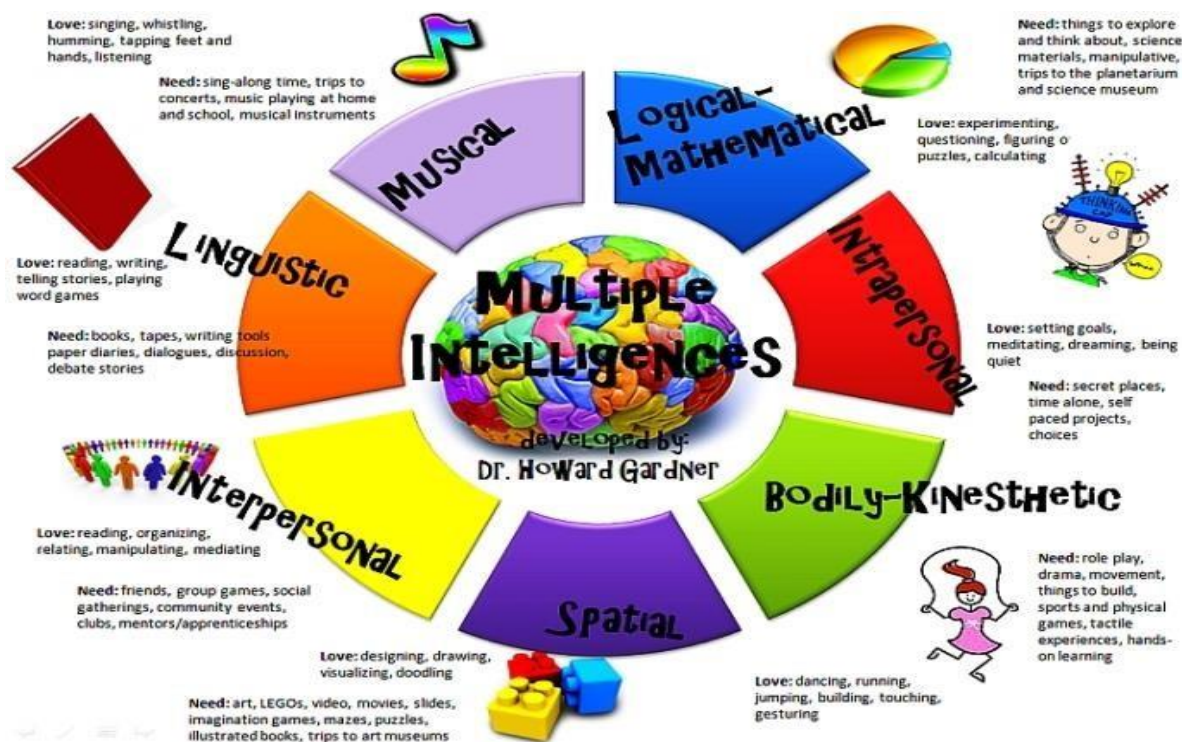 Love: singing, whistling,
humming, tapping feet and
hands, listening
Need: sing-along time, trips to
concerts, music playing at home
and school, musical instruments
Musical
Logical-
Mathematical
Need: things to explore
and think about, science
materials, manipulative,
trips to the planetarium
and science museum
Love: experimenting,
questioning, figuring o
puzzles, calculating
THINKING
CAP
Intrapersonal
Love: setting goals,
meditating, dreaming, being
quiet
Need: secret places,
time alone, self
paced projects,
choices
Linguistic
Love: reading, writing,
telling stories, playing
word games
Need: books, tapes, writing tools
paper diaries, dialogues, discussion,
debate stories
Multiple
Intelligences
developed by:
Dr. Howard Gardner
Interpersonal
Love: reading, organizing,
relating, manipulating, mediating
Need: friends, group games, social
gatherings, community events,
clubs, mentors/apprenticeships
Bodily-Kinesthetic
Need: role play,
drama, movement,
things to build,
sports and physical
games, tactile
experiences, hands-
on learning
Love: dancing, running,
jumping, building, touching,
gesturing
Spatial
Love: designing, drawing,
visualizing, doodling
Need: art, LEGOs, video, movies, slides,
imagination games, mazes, puzzles,
illustrated books, trips to art museums